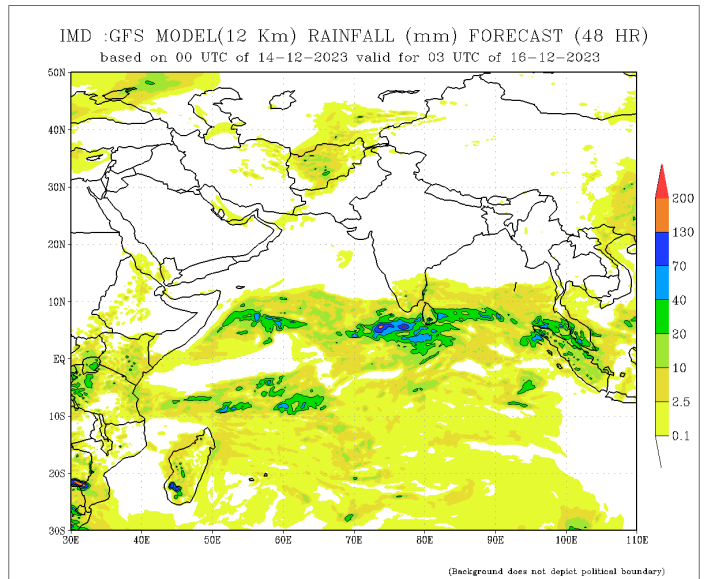 IMD :GFS MODEL(12 Km) RAINFALL (mm) FORECAST (48 HR)
based on 00 UTC of 14-12-2023 valid for 03 UTC of 16-12-2023
50N
40N
30N
20N
10N
EQ
10S
20S
30S
30E 40E 50E 60E 70E 80E 90E 100E 110E
200
130
70
40
20
10
2.5
0.1
(Background does not depict political boundary)